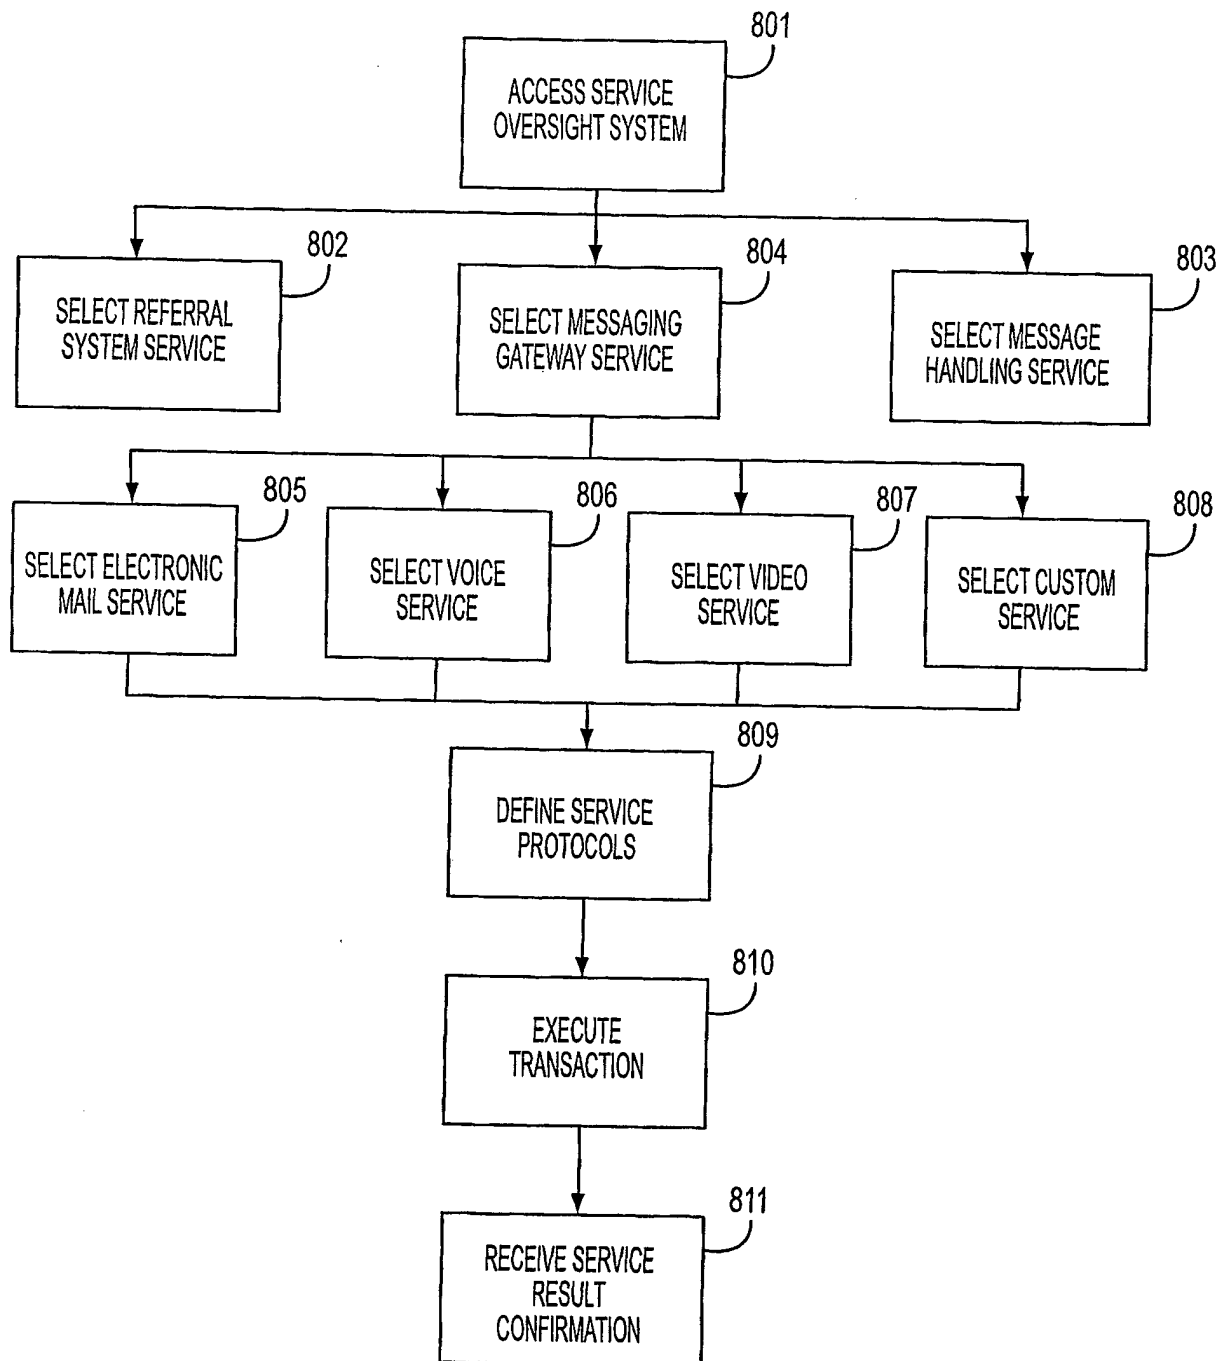 801
ACCESS SERVICE
OVERSIGHT SYSTEM
802
SELECT REFERRAL
SYSTEM SERVICE
804
SELECT MESSAGING
GATEWAY SERVICE
803
SELECT MESSAGE
HANDLING SERVICE
805
SELECT ELECTRONIC
MAIL SERVICE
806
SELECT VOICE
SERVICE
807
SELECT VIDEO
SERVICE
808
SELECT CUSTOM
SERVICE
809
DEFINE SERVICE
PROTOCOLS
810
EXECUTE
TRANSACTION
811
RECEIVE SERVICE
RESULT
CONFIRMATION